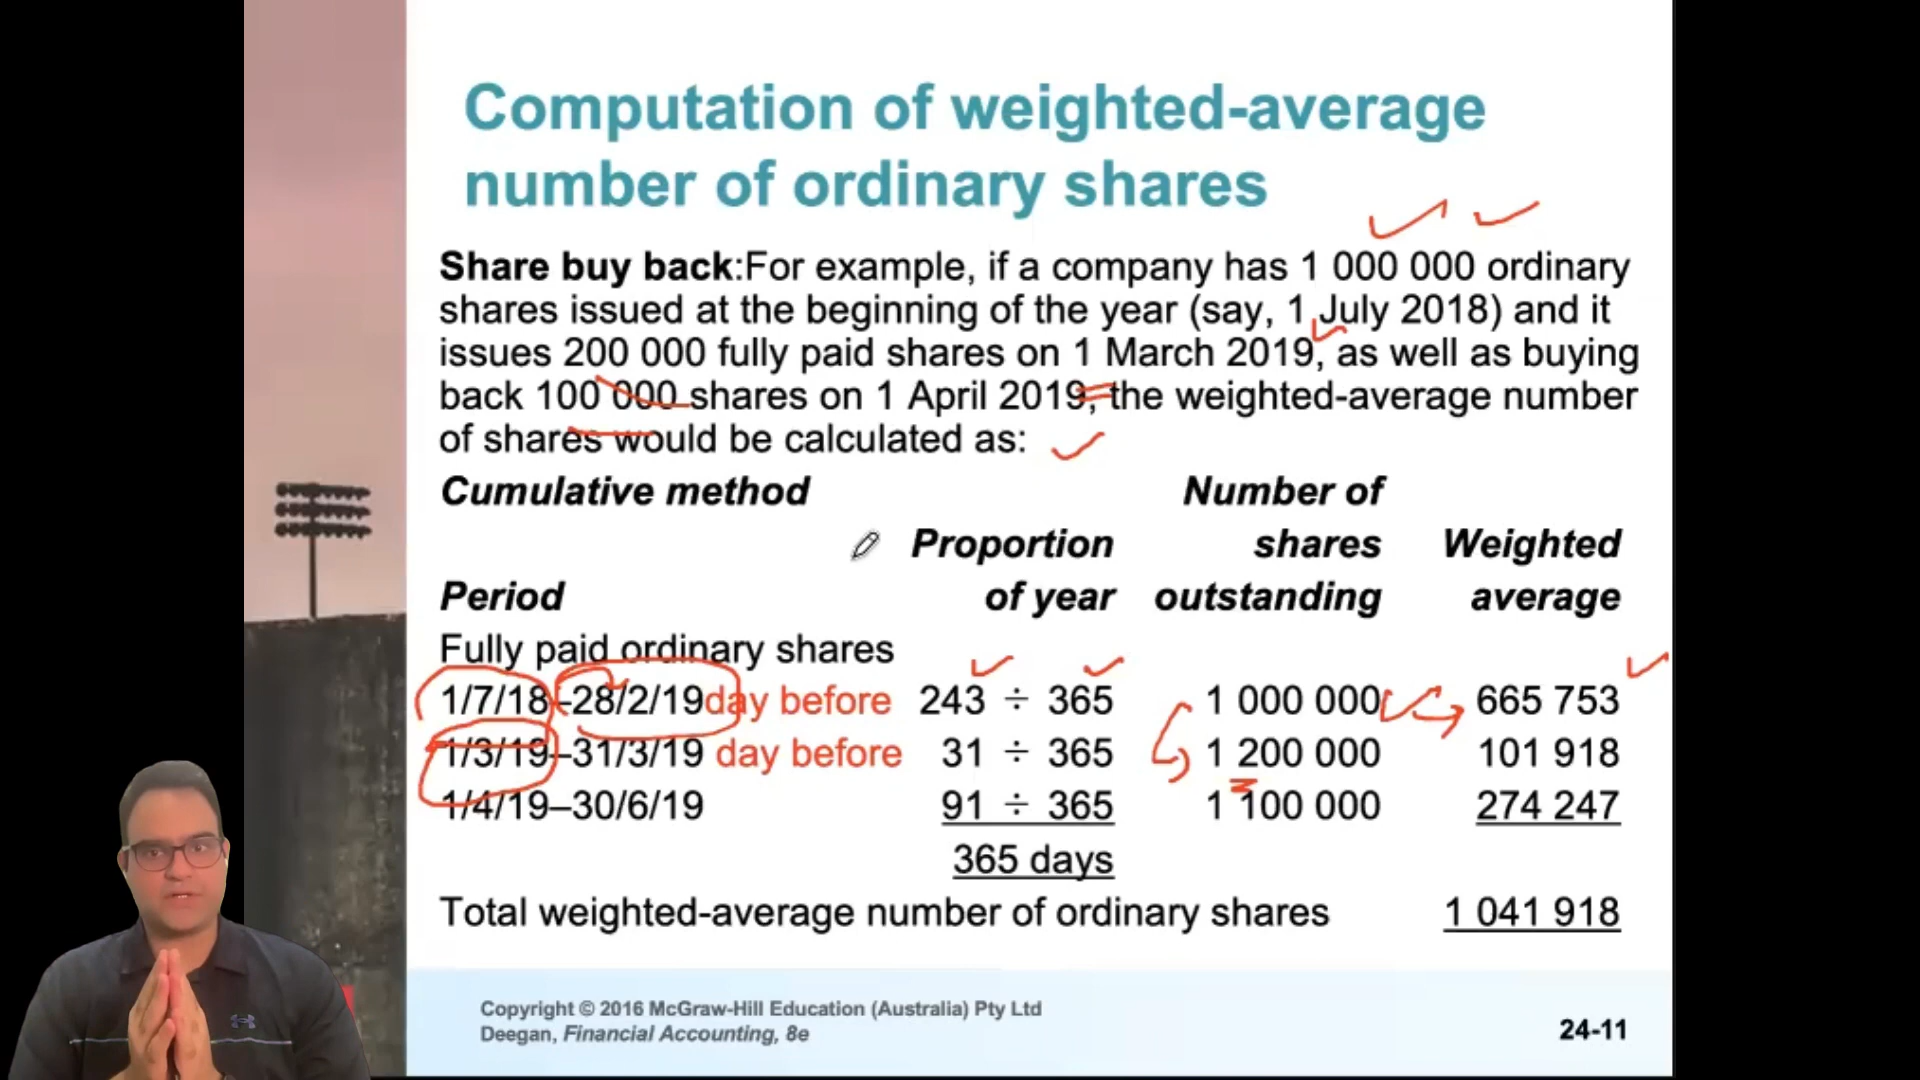 Computation of weighted-average
number of ordinary shares
Share buy back:For example, if a company has 1 000 000 ordinary
shares issued at the beginning of the year (say, 1 July 2018) and it
issues 200 000 fully paid shares on 1 March 2019, as well as buying
back 100 000 shares on 1 April 2019, the weighted-average number
of shares would be calculated as:
Cumulative method Number of
Proportion shares Weighted
Period of year outstanding average
Fully paid ordinary shares
1/7/18–28/2/19day before 243 ÷ 365 1 000 000 665 753
1/3/19–31/3/19 day before 31 ÷ 365 1 200 000 101 918
1/4/19–30/6/19 91 ÷ 365 1 100 000 274 247
365 days
Total weighted-average number of ordinary shares 1 041 918
Copyright © 2016 McGraw-Hill Education (Australia) Pty Ltd
Deegan, Financial Accounting, 8e
24-11